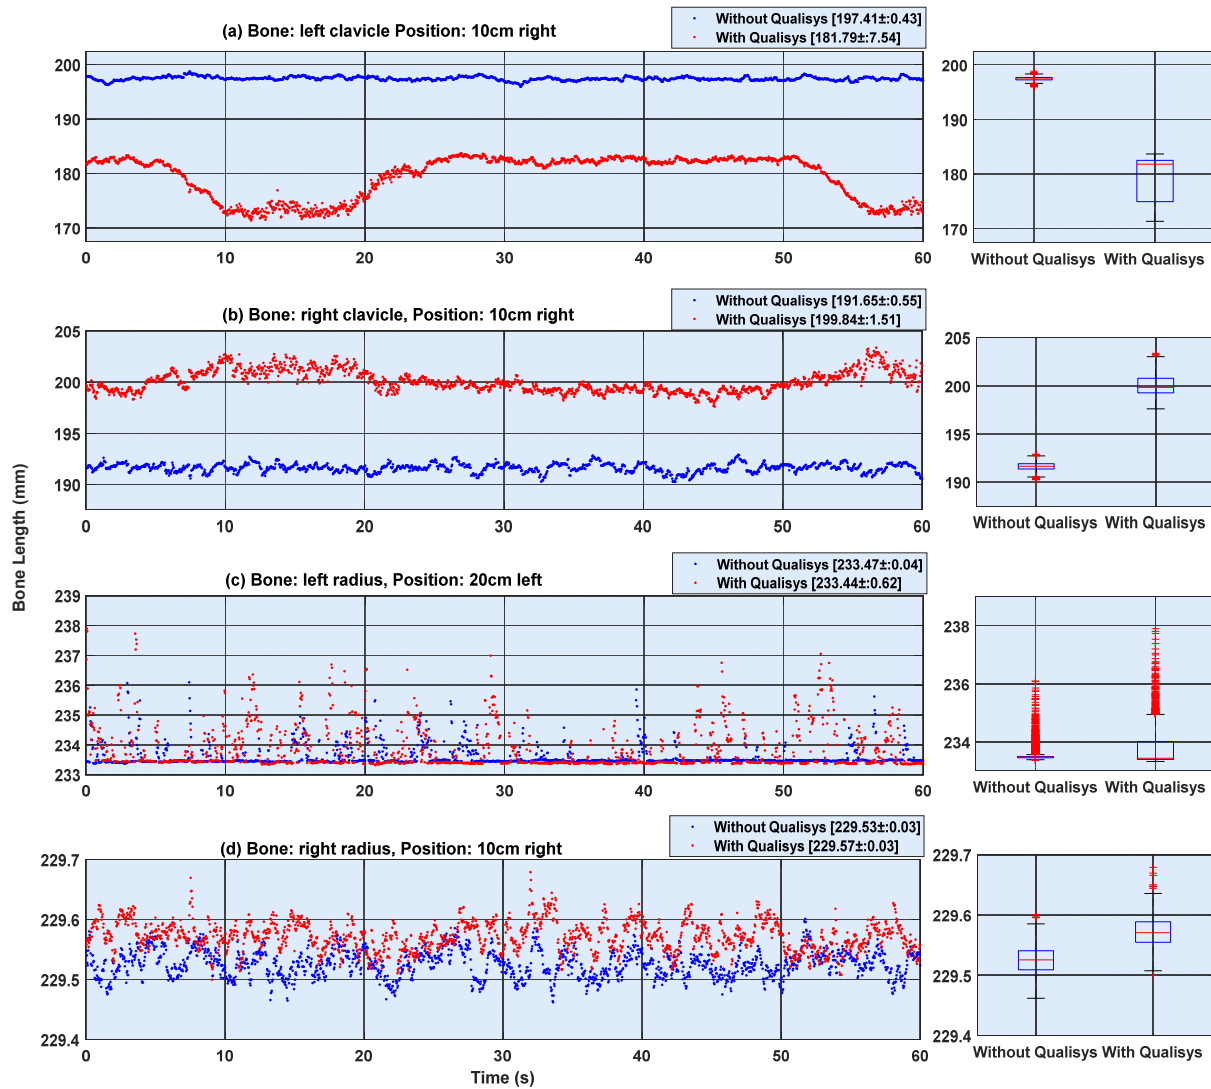 (a) Bone: left clavicle Position: 10cm right
Without Qualisys [197.41±:0.43]
With Qualisys [181.79±:7.54]
200
190
180
170
0 10 20 30 40 50 60
200
190
180
170
Without Qualisys With Qualisys
(b) Bone: right clavicle, Position: 10cm right
Without Qualisys [191.65±:0.55]
With Qualisys [199.84±:1.51]
205
200
195
190
0 10 20 30 40 50 60
205
200
195
190
Without Qualisys With Qualisys
Bone Length (mm)
(c) Bone: left radius, Position: 20cm left
Without Qualisys [233.47±:0.04]
With Qualisys [233.44±:0.62]
239
238
237
236
235
234
233
0 10 20 30 40 50 60
238
236
234
Without Qualisys With Qualisys
(d) Bone: right radius, Position: 10cm right
Without Qualisys [229.53±:0.03]
With Qualisys [229.57±:0.03]
229.7
229.6
229.5
229.4
0 10 20 30 40 50 60
Time (s)
229.7
229.6
229.5
229.4
Without Qualisys With Qualisys